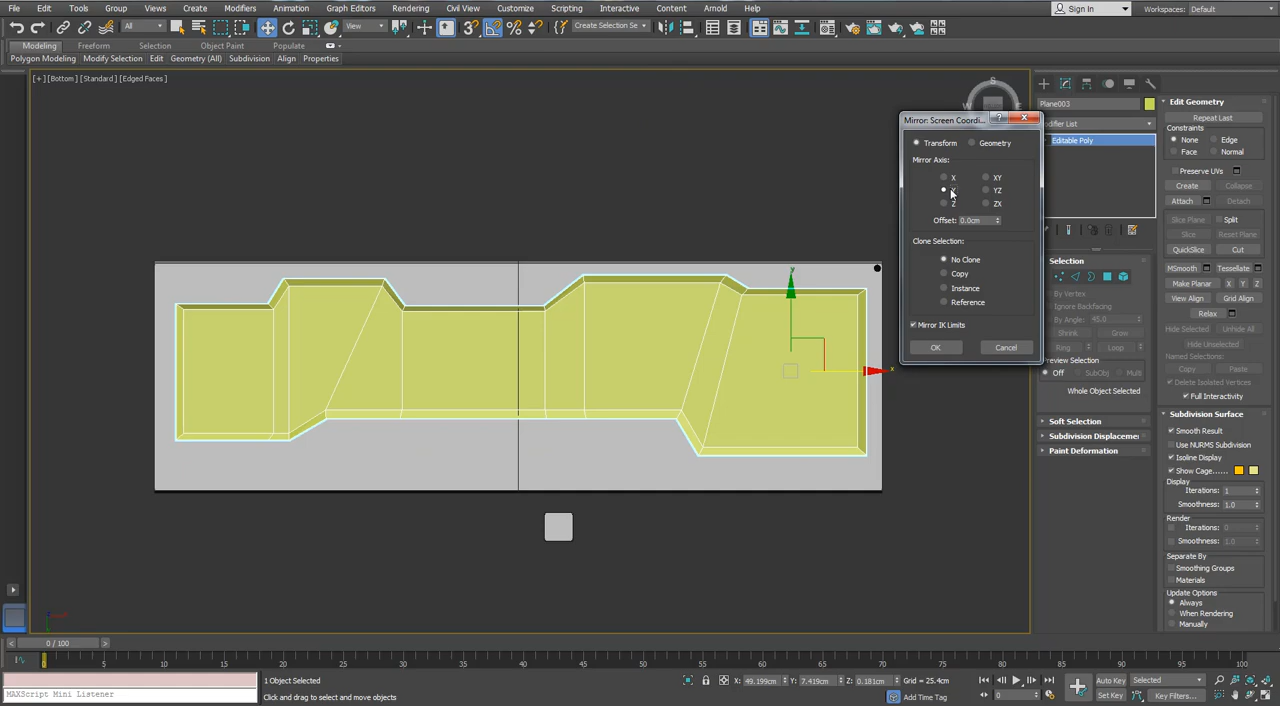 File Edit Tools Group Views Create Modifiers Animation Graph Editors Rendering Civil View Customize Scripting Interactive Content Arnold Help Sign In Workspaces: Default
All View Create Selection Se
Modeling Freeform Selection Object Paint Populate
Polygon Modeling Modify Selection Edit Geometry (All) Subdivision Align Properties
[+] [Bottom] [Standard] [Edged Faces]
S
W E
Plane003
Modifier List
Editable Poly
Mirror: Screen Coordi...
Transform Geometry
Mirror Axis:
X XY
Y YZ
Z ZX
Offset: 0.0cm
Clone Selection:
No Clone
Copy
Instance
Reference
Mirror IK Limits
OK Cancel
y
x
Selection
By Vertex
Ignore Backfacing
By Angle: 45.0
Shrink Grow
Ring Loop
Preview Selection
Off SubObj Multi
Whole Object Selected
Soft Selection
Subdivision Displacemen
Paint Deformation
Edit Geometry
Repeat Last
Constraints
None Edge
Face Normal
Preserve UVs
Create Collapse
Attach Detach
Slice Plane Split
Slice Reset Plane
QuickSlice Cut
MSmooth Tessellate
Make Planar X Y Z
View Align Grid Align
Relax
Hide Selected Unhide All
Hide Unselected
Named Selections:
Copy Paste
Delete Isolated Vertices
Full Interactivity
Subdivision Surface
Smooth Result
Use NURMS Subdivision
Isoline Display
Show Cage......
Display
Iterations: 1
Smoothness: 1.0
Render
Iterations: 0
Smoothness: 1.0
Separate By
Smoothing Groups
Materials
Update Options
Always
When Rendering
Manually
0 / 100
0 5 10 15 20 25 30 35 40 45 50 55 60 65 70 75 80 85 90 95 100
MAXScript Mini Listener
1 Object Selected
Click and drag to select and move objects
X: 49.199cm Y: 7.419cm Z: 0.181cm Grid = 25.4cm
Add Time Tag
0
Auto Key Selected
Set Key Key Filters...